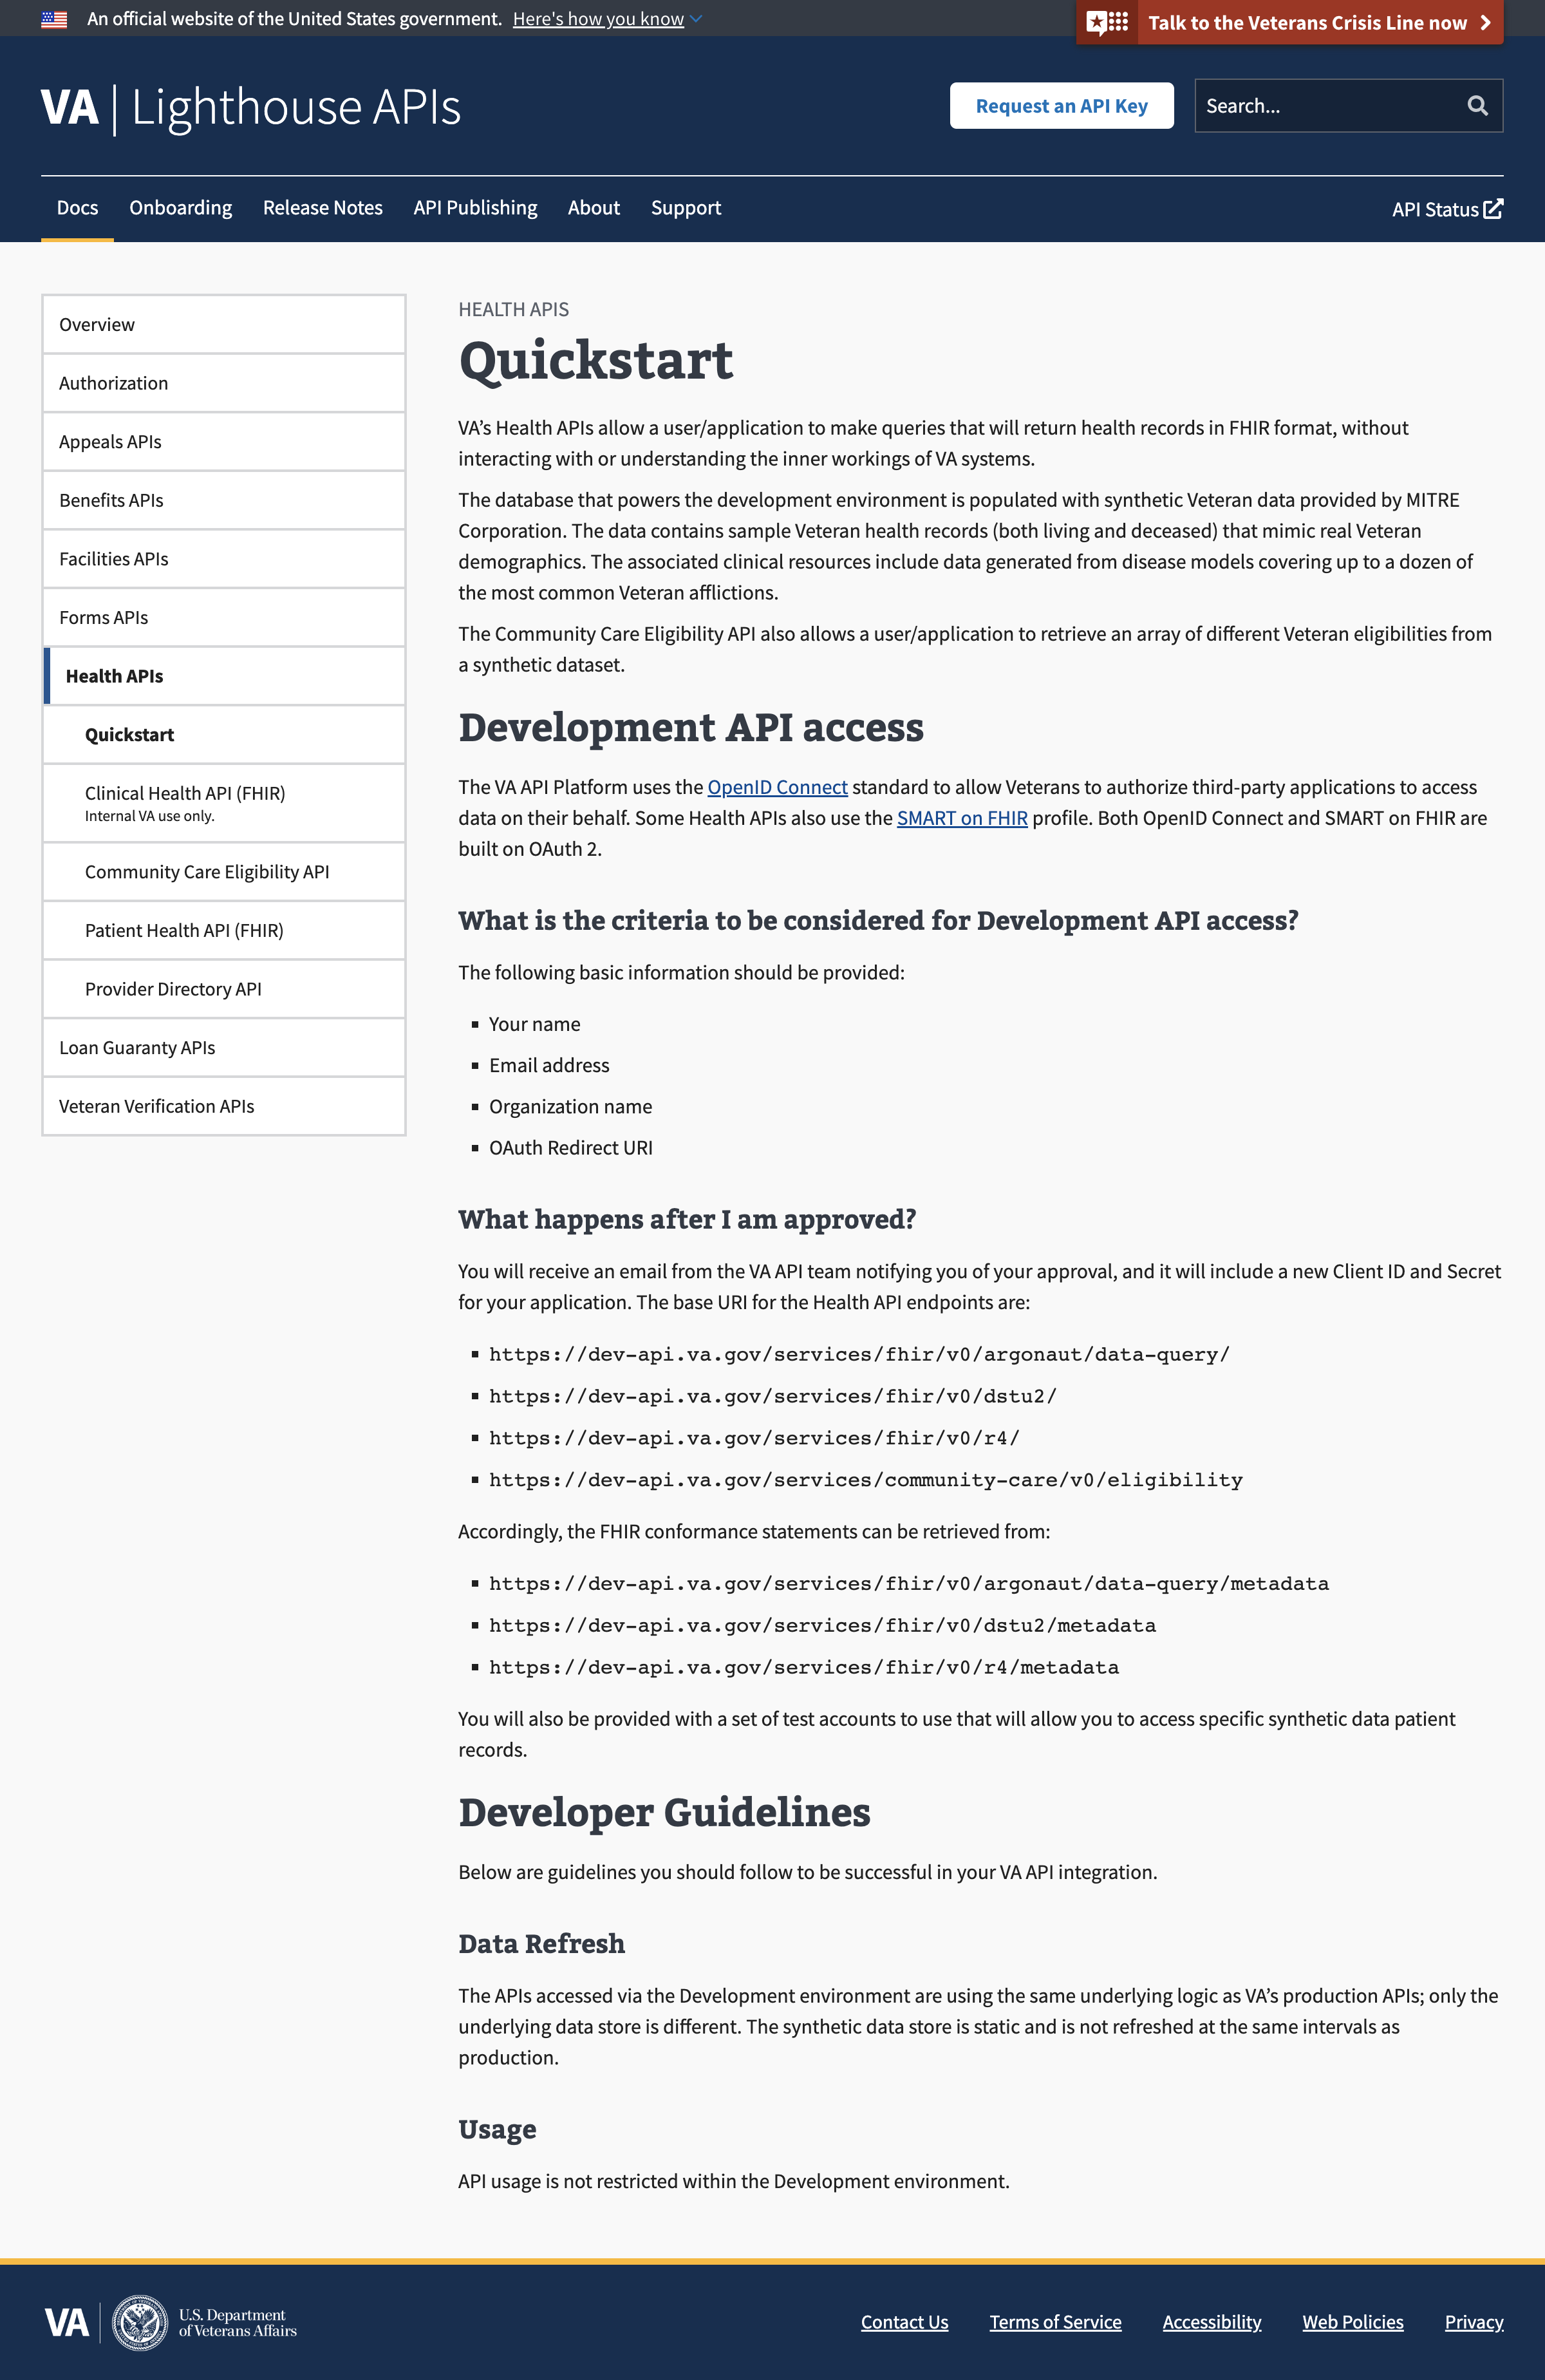 An official website of the United States government. Here's how you know
Talk to the Veterans Crisis Line now
VA | Lighthouse APIs
Request an API Key
Search...
Docs Onboarding Release Notes API Publishing About Support
API Status
Overview
Authorization
Appeals APIs
Benefits APIs
Facilities APIs
Forms APIs
Health APIs
Quickstart
Clinical Health API (FHIR)
Internal VA use only.
Community Care Eligibility API
Patient Health API (FHIR)
Provider Directory API
Loan Guaranty APIs
Veteran Verification APIs
HEALTH APIS
Quickstart
VA’s Health APIs allow a user/application to make queries that will return health records in FHIR format, without
interacting with or understanding the inner workings of VA systems.
The database that powers the development environment is populated with synthetic Veteran data provided by MITRE
Corporation. The data contains sample Veteran health records (both living and deceased) that mimic real Veteran
demographics. The associated clinical resources include data generated from disease models covering up to a dozen of
the most common Veteran afflictions.
The Community Care Eligibility API also allows a user/application to retrieve an array of different Veteran eligibilities from
a synthetic dataset.
Development API access
The VA API Platform uses the OpenID Connect standard to allow Veterans to authorize third-party applications to access
data on their behalf. Some Health APIs also use the SMART on FHIR profile. Both OpenID Connect and SMART on FHIR are
built on OAuth 2.
What is the criteria to be considered for Development API access?
The following basic information should be provided:
Your name
Email address
Organization name
OAuth Redirect URI
What happens after I am approved?
You will receive an email from the VA API team notifying you of your approval, and it will include a new Client ID and Secret
for your application. The base URI for the Health API endpoints are:
https://dev-api.va.gov/services/fhir/v0/argonaut/data-query/
https://dev-api.va.gov/services/fhir/v0/dstu2/
https://dev-api.va.gov/services/fhir/v0/r4/
https://dev-api.va.gov/services/community-care/v0/eligibility
Accordingly, the FHIR conformance statements can be retrieved from:
https://dev-api.va.gov/services/fhir/v0/argonaut/data-query/metadata
https://dev-api.va.gov/services/fhir/v0/dstu2/metadata
https://dev-api.va.gov/services/fhir/v0/r4/metadata
You will also be provided with a set of test accounts to use that will allow you to access specific synthetic data patient
records.
Developer Guidelines
Below are guidelines you should follow to be successful in your VA API integration.
Data Refresh
The APIs accessed via the Development environment are using the same underlying logic as VA’s production APIs; only the
underlying data store is different. The synthetic data store is static and is not refreshed at the same intervals as
production.
Usage
API usage is not restricted within the Development environment.
VA
U.S. Department
of Veterans Affairs
Contact Us Terms of Service Accessibility Web Policies Privacy